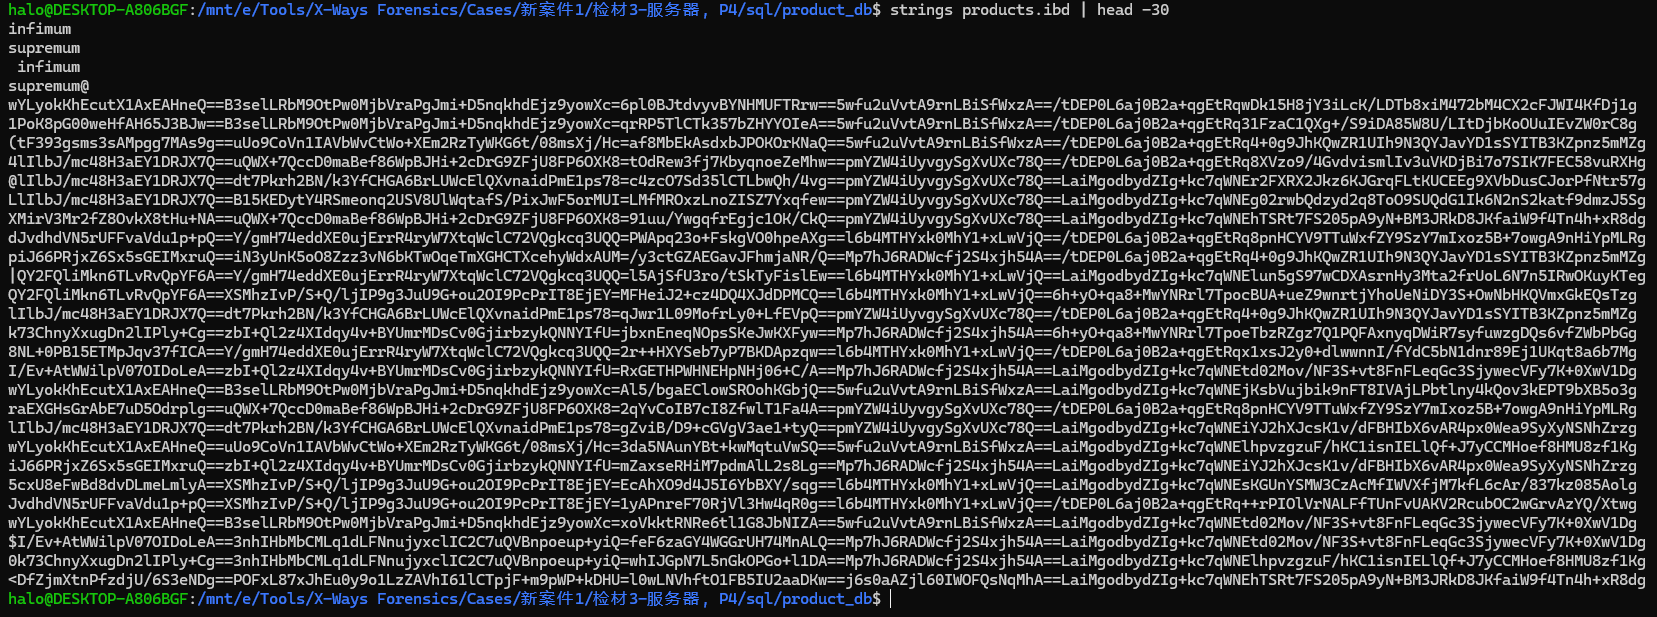 halo@DESKTOP-A806BGF:/mnt/e/Tools/X-Ways Forensics/Cases/新案件1/检材3-服务器, P4/sql/product_db$ strings products.ibd | head -30
infimum
supremum
 infimum
supremum@
wYLyokKhEcutX1AxEAHneQ==B3selLRbM9OtPw0MjbVraPgJmi+D5nqkhdEjz9yowXc=6pl0BJtdvyvBYNHMUFTRrw==5wfu2uVvtA9rnLBiSfWxzA==/tDEP0L6aj0B2a+qgEtRqwDk15H8jY3iLcK/LDTb8xiM472bM4CX2cFJWI4KfDj1g
1PoK8pG00weHfAH65J3BJw==B3selLRbM9OtPw0MjbVraPgJmi+D5nqkhdEjz9yowXc=qrRP5TlCTk357bZHYYOIeA==5wfu2uVvtA9rnLBiSfWxzA==/tDEP0L6aj0B2a+qgEtRq31FzaC1QXg+/S9iDA85W8U/LItDjbKoOUuIEvZW0rC8g
(tF393gsms3sAMpgg7MAs9g==uUo9CoVn1IAVbWvCtWo+XEm2RzTyWKG6t/08msXj/Hc=af8MbEkAsdxbJPOKOrKNaQ==5wfu2uVvtA9rnLBiSfWxzA==/tDEP0L6aj0B2a+qgEtRq4+0g9JhKQwZR1UIh9N3QYJavYD1sSYITB3KZpnz5mMZg
4lIlbJ/mc48H3aEY1DRJX7Q==uQWX+7QccD0maBef86WpBJHi+2cDrG9ZFjU8FP6OXK8=tOdRew3fj7KbyqnoeZeMhw==pmYZW4iUyvgySgXvUXc78Q==/tDEP0L6aj0B2a+qgEtRq8XVzo9/4GvdvismlIv3uVKDjBi7o7SIK7FEC58vuRXHg
@lIlbJ/mc48H3aEY1DRJX7Q==dt7Pkrh2BN/k3YfCHGA6BrLUWcElQXvnaidPmE1ps78=c4zcO7Sd35lCTLbwQh/4vg==pmYZW4iUyvgySgXvUXc78Q==LaiMgodbydZIg+kc7qWNEr2FXRX2Jkz6KJGrqFLtKUCEEg9XVbDusCJorPfNtr57g
LlIlbJ/mc48H3aEY1DRJX7Q==B15KEDytY4RSmeonq2USV8UlWqtafS/PixJwF5orMUI=LMfMROxzLnoZISZ7Yxqfew==pmYZW4iUyvgySgXvUXc78Q==LaiMgodbydZIg+kc7qWNEg02rwbQdzyd2q8ToO9SUQdG1Ik6N2nS2katf9dmzJ5Sg
XMirV3Mr2fZ8OvkX8tHu+NA==uQWX+7QccD0maBef86WpBJHi+2cDrG9ZFjU8FP6OXK8=91uu/YwgqfrEgjc1OK/CkQ==pmYZW4iUyvgySgXvUXc78Q==LaiMgodbydZIg+kc7qWNEhTSRt7FS205pA9yN+BM3JRkD8JKfaiW9f4Tn4h+xR8dg
dJvdhdVN5rUFFvaVdu1p+pQ==Y/gmH74eddXE0ujErrR4ryW7XtqWclC72VQgkcq3UQQ=PWApq23o+FskgVO0hpeAXg==l6b4MTHYxk0MhY1+xLwVjQ==/tDEP0L6aj0B2a+qgEtRq8pnHCYV9TTuWxfZY9SzY7mIxoz5B+7owgA9nHiYpMLRg
piJ66PRjxZ6Sx5sGEIMxruQ==iN3yUnK5oO8Zzz3vN6bKTwOqeTmXGHCTXcehyWdxAUM=/y3ctGZAEGavJFhmjaNR/Q==Mp7hJ6RADWcfj2S4xjh54A==/tDEP0L6aj0B2a+qgEtRq4+0g9JhKQwZR1UIh9N3QYJavYD1sSYITB3KZpnz5mMZg
|QY2FQliMkn6TLvRvQpYF6A==Y/gmH74eddXE0ujErrR4ryW7XtqWclC72VQgkcq3UQQ=l5AjSfU3ro/tSkTyFislEw==l6b4MTHYxk0MhY1+xLwVjQ==LaiMgodbydZIg+kc7qWNElun5gS97wCDXAsrnHy3Mta2frUoL6N7n5IRwOKuyKTeg
QY2FQliMkn6TLvRvQpYF6A==XSMhzIvP/S+Q/ljIP9g3JuU9G+ou2OI9PcPrIT8EjEY=MFHeiJ2+cz4DQ4XJdDPMCQ==l6b4MTHYxk0MhY1+xLwVjQ==6h+yO+qa8+MwYNRrl7TpocBUA+ueZ9wnrtjYhoUeNiDY3S+OwNbHKQVmxGkEQsTzg
lIlbJ/mc48H3aEY1DRJX7Q==dt7Pkrh2BN/k3YfCHGA6BrLUWcElQXvnaidPmE1ps78=qJwr1L09MofrLy0+LfEVpQ==pmYZW4iUyvgySgXvUXc78Q==/tDEP0L6aj0B2a+qgEtRq4+0g9JhKQwZR1UIh9N3QYJavYD1sSYITB3KZpnz5mMZg
k73ChnyXxugDn2lIPly+Cg==zbI+Ql2z4XIdqy4v+BYUmrMDsCv0GjirbzykQNNYIfU=jbxnEneqNOpsSKeJwKXFyw==Mp7hJ6RADWcfj2S4xjh54A==6h+yO+qa8+MwYNRrl7TpoeTbzRZgz7Q1PQFAxnyqDWiR7syfuwzgDQs6vfZWbPbGg
8NL+0PB15ETMpJqv37fICA==Y/gmH74eddXE0ujErrR4ryW7XtqWclC72VQgkcq3UQQ=2r++HXYSeb7yP7BKDApzqw==l6b4MTHYxk0MhY1+xLwVjQ==/tDEP0L6aj0B2a+qgEtRqx1xsJ2y0+dlwwnnI/fYdC5bN1dnr89Ej1UKqt8a6b7Mg
I/Ev+AtWWilpV07OIDoLeA==zbI+Ql2z4XIdqy4v+BYUmrMDsCv0GjirbzykQNNYIfU=RxGETHPWHNEHpNHj06+C/A==Mp7hJ6RADWcfj2S4xjh54A==LaiMgodbydZIg+kc7qWNEtd02Mov/NF3S+vt8FnFLeqGc3SjywecVFy7K+0XwV1Dg
wYLyokKhEcutX1AxEAHneQ==B3selLRbM9OtPw0MjbVraPgJmi+D5nqkhdEjz9yowXc=Al5/bgaEClowSROohKGbjQ==5wfu2uVvtA9rnLBiSfWxzA==LaiMgodbydZIg+kc7qWNEjKsbVujbik9nFT8IVAjLPbtlny4kQov3kEPT9bXB5o3g
raEXGHsGrAbE7uD5Odrplg==uQWX+7QccD0maBef86WpBJHi+2cDrG9ZFjU8FP6OXK8=2qYvCoIB7cI8ZfwlT1Fa4A==pmYZW4iUyvgySgXvUXc78Q==/tDEP0L6aj0B2a+qgEtRq8pnHCYV9TTuWxfZY9SzY7mIxoz5B+7owgA9nHiYpMLRg
lIlbJ/mc48H3aEY1DRJX7Q==dt7Pkrh2BN/k3YfCHGA6BrLUWcElQXvnaidPmE1ps78=gZviB/D9+cGVgV3ae1+tyQ==pmYZW4iUyvgySgXvUXc78Q==LaiMgodbydZIg+kc7qWNEiYJ2hXJcsK1v/dFBHIbX6vAR4px0Wea9SyXyNSNhZrzg
wYLyokKhEcutX1AxEAHneQ==uUo9CoVn1IAVbWvCtWo+XEm2RzTyWKG6t/08msXj/Hc=3da5NAunYBt+kwMqtuVwSQ==5wfu2uVvtA9rnLBiSfWxzA==LaiMgodbydZIg+kc7qWNElhpvzgzuF/hKC1isnIELlQf+J7yCCMHoef8HMU8zf1Kg
iJ66PRjxZ6Sx5sGEIMxruQ==zbI+Ql2z4XIdqy4v+BYUmrMDsCv0GjirbzykQNNYIfU=mZaxseRHiM7pdmAlL2s8Lg==Mp7hJ6RADWcfj2S4xjh54A==LaiMgodbydZIg+kc7qWNEiYJ2hXJcsK1v/dFBHIbX6vAR4px0Wea9SyXyNSNhZrzg
5cxU8eFwBd8dvDLmeLmlyA==XSMhzIvP/S+Q/ljIP9g3JuU9G+ou2OI9PcPrIT8EjEY=EcAhXO9d4J5I6YbBXY/sqg==l6b4MTHYxk0MhY1+xLwVjQ==LaiMgodbydZIg+kc7qWNEsKGUnYSMW3CzAcMfIWVXfjM7kfL6cAr/837kz085Aolg
JvdhdVN5rUFFvaVdu1p+pQ==XSMhzIvP/S+Q/ljIP9g3JuU9G+ou2OI9PcPrIT8EjEY=1yAPnreF70RjVl3Hw4qR0g==l6b4MTHYxk0MhY1+xLwVjQ==/tDEP0L6aj0B2a+qgEtRq++rPIOlVrNALFfTUnFvUAKV2RcubOC2wGrvAzYQ/Xtwg
wYLyokKhEcutX1AxEAHneQ==B3selLRbM9OtPw0MjbVraPgJmi+D5nqkhdEjz9yowXc=xoVkktRNRe6tl1G8JbNIZA==5wfu2uVvtA9rnLBiSfWxzA==LaiMgodbydZIg+kc7qWNEtd02Mov/NF3S+vt8FnFLeqGc3SjywecVFy7K+0XwV1Dg
$I/Ev+AtWWilpV07OIDoLeA==3nhIHbMbCMLq1dLFNnujyxclIC2C7uQVBnpoeup+yiQ=feF6zaGY4WGGrUH74MnALQ==Mp7hJ6RADWcfj2S4xjh54A==LaiMgodbydZIg+kc7qWNEtd02Mov/NF3S+vt8FnFLeqGc3SjywecVFy7K+0XwV1Dg
0k73ChnyXxugDn2lIPly+Cg==3nhIHbMbCMLq1dLFNnujyxclIC2C7uQVBnpoeup+yiQ=whIJGpN7L5nGkOPGo+l1DA==Mp7hJ6RADWcfj2S4xjh54A==LaiMgodbydZIg+kc7qWNElhpvzgzuF/hKC1isnIELlQf+J7yCCMHoef8HMU8zf1Kg
<DfZjmXtnPfzdjU/6S3eNDg==POFxL87xJhEu0y9o1LzZAVhI61lCTpjF+m9pWP+kDHU=l0wLNVhftO1FB5IU2aaDKw==j6s0aAZjl60IWOFQsNqMhA==LaiMgodbydZIg+kc7qWNEhTSRt7FS205pA9yN+BM3JRkD8JKfaiW9f4Tn4h+xR8dg
halo@DESKTOP-A806BGF:/mnt/e/Tools/X-Ways Forensics/Cases/新案件1/检材3-服务器, P4/sql/product_db$